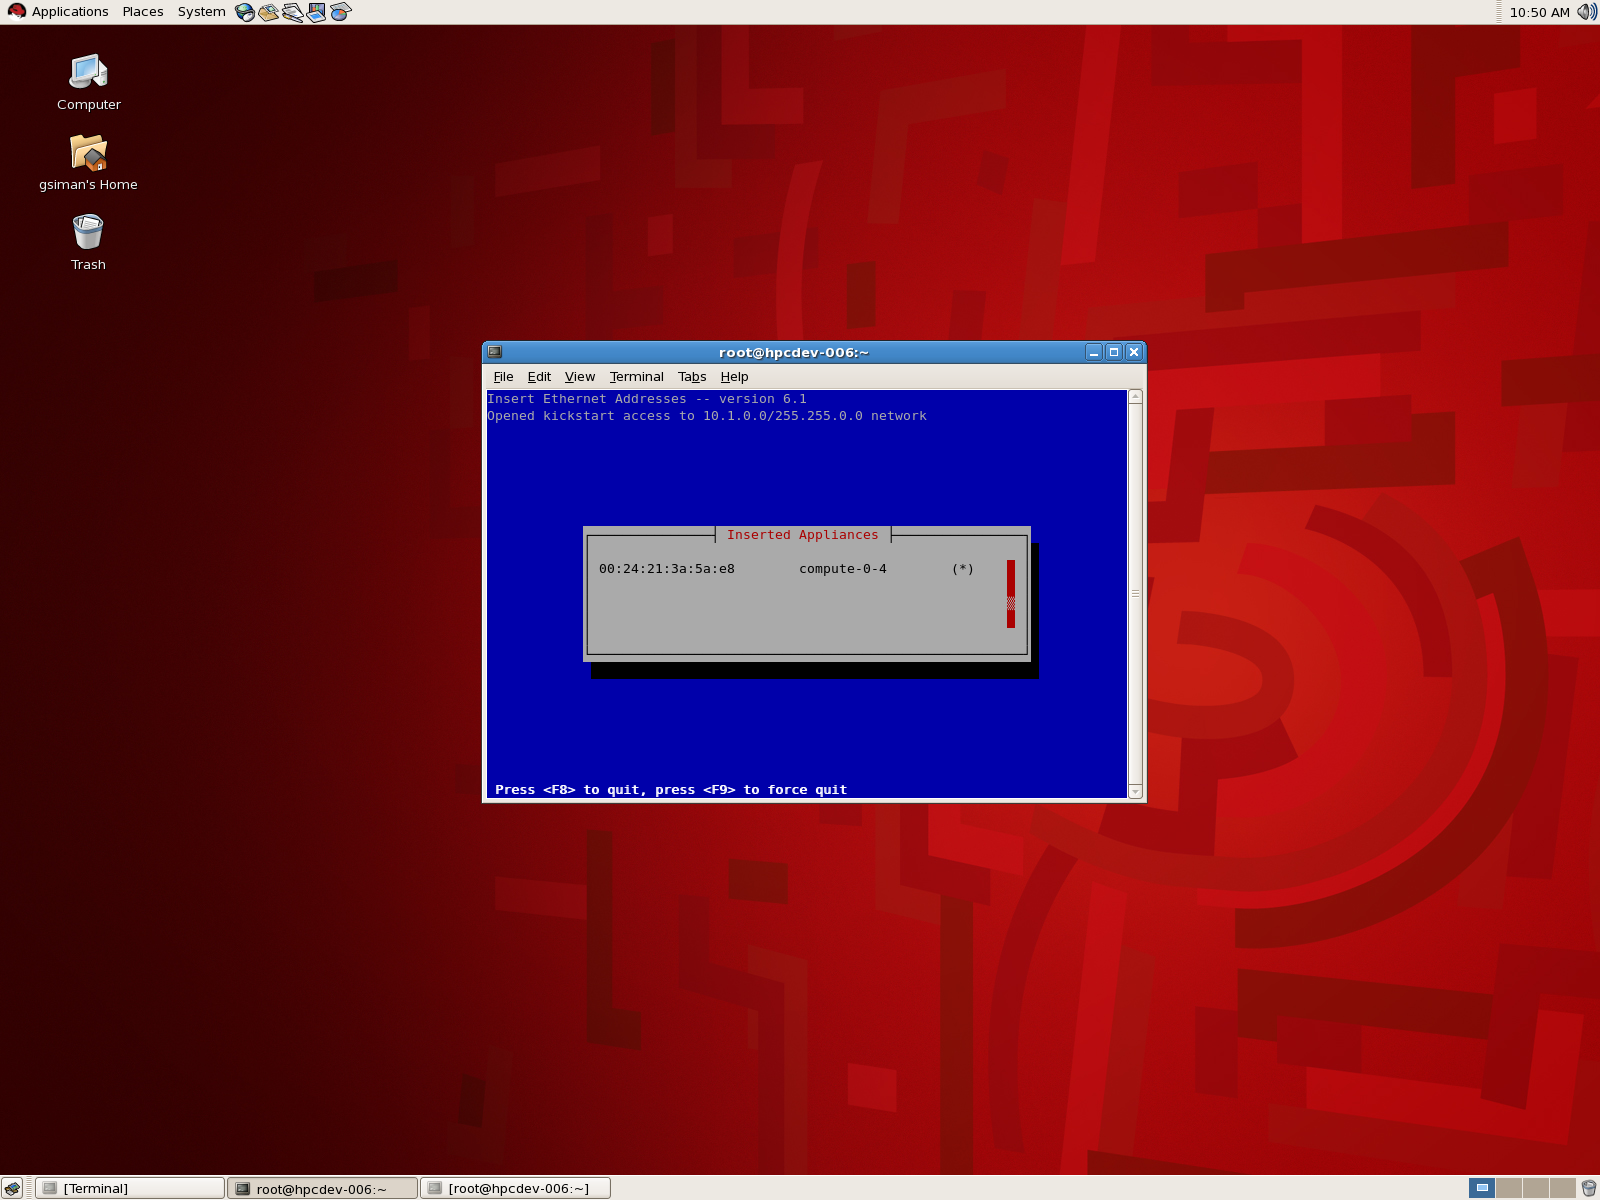 Applications Places System
10:50 AM
Computer
gsiman's Home
Trash
root@hpcdev-006:~
File Edit View Terminal Tabs Help
Insert Ethernet Addresses -- version 6.1
Opened kickstart access to 10.1.0.0/255.255.0.0 network
Inserted Appliances
00:24:21:3a:5a:e8 compute-0-4 (*)
Press <F8> to quit, press <F9> to force quit
[Terminal]
root@hpcdev-006:~
[root@hpcdev-006:~]